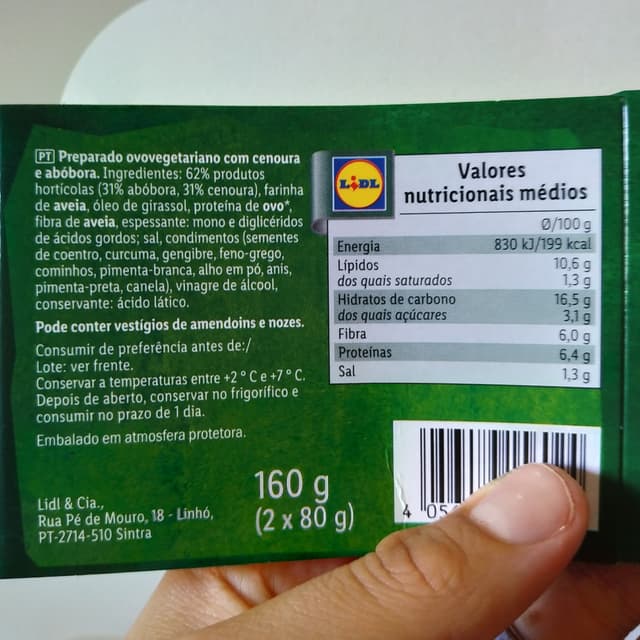 PT Preparado ovovegetariano com cenoura
e abóbora. Ingredientes: 62% produtos
hortícolas (31% abóbora, 31% cenoura), farinha
de aveia, óleo de girassol, proteína de ovo*,
fibra de aveia, espessante: mono e diglicéridos
de ácidos gordos; sal, condimentos (sementes
de coentro, curcuma, gengibre, feno-grego,
cominhos, pimenta-branca, alho em pó, anis,
pimenta-preta, canela), vinagre de álcool,
conservante: ácido lático.
Pode conter vestígios de amendoins e nozes.
Consumir de preferência antes de:/
Lote: ver frente.
Conservar a temperaturas entre +2 ° C e +7 ° C.
Depois de aberto, conservar no frigorífico e
consumir no prazo de 1 dia.
Embalado em atmosfera protetora.
Lidl & Cia.,
Rua Pé de Mouro, 18 - Linhó,
PT-2714-510 Sintra
160 g
(2 x 80 g)
LIDL
Valores
nutricionais médios
Ø/100 g
Energia 830 kJ/199 kcal
Lípidos 10,6 g
dos quais saturados 1,3 g
Hidratos de carbono 16,5 g
dos quais açúcares 3,1 g
Fibra 6,0 g
Proteínas 6,4 g
Sal 1,3 g
4 05